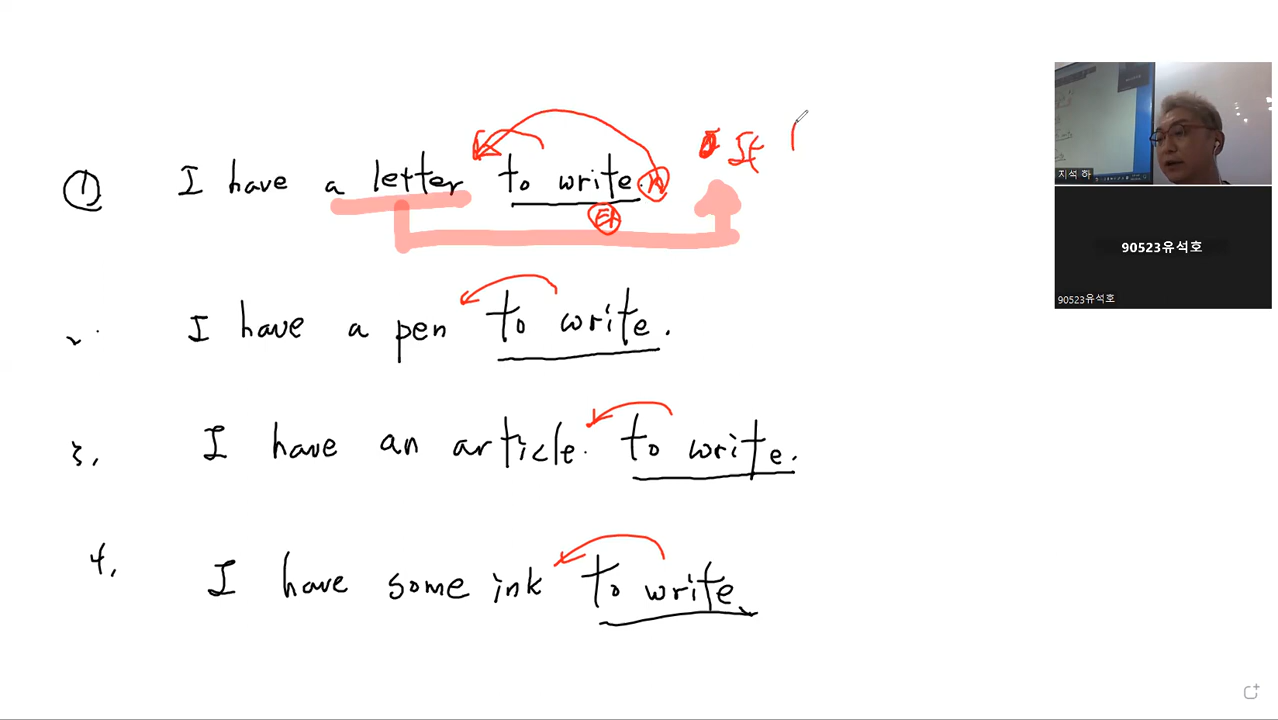 ① I have a letter to write.
2. I have a pen to write.
3. I have an article. to write.
4. I have some ink to write.
지석 하
90523유석호
90523유석호